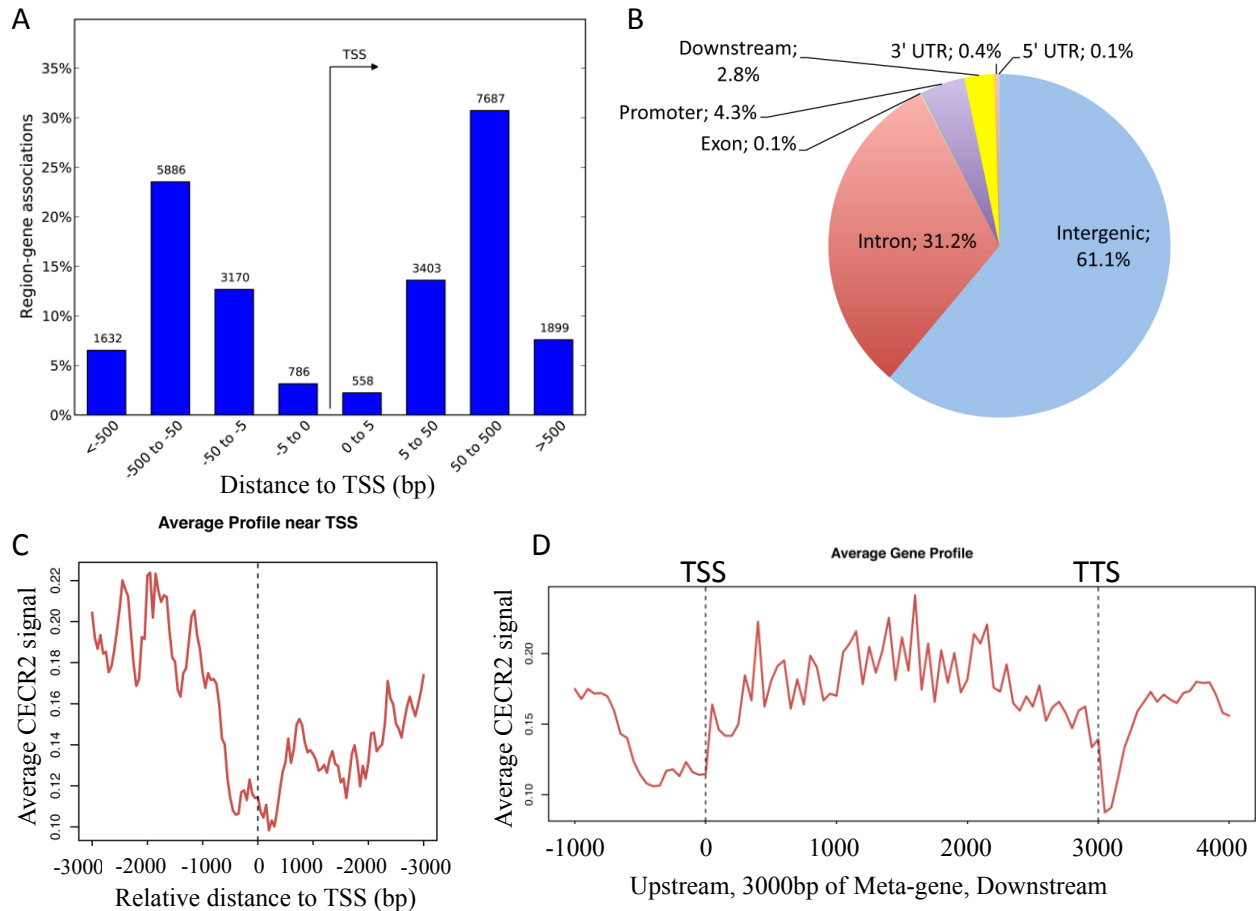 A
TSS
35%
30%
25%
20%
15%
10%
5%
0%
Region-gene associations
1632
5886
3170
786
558
3403
7687
1899
<-500
-500 to -50
-50 to -5
-5 to 0
0 to 5
5 to 50
50 to 500
>500
Distance to TSS (bp)
B
Downstream; 2.8%
3' UTR; 0.4%
5' UTR; 0.1%
Promoter; 4.3%
Exon; 0.1%
Intron; 31.2%
Intergenic; 61.1%
C
Average Profile near TSS
Average CECR2 signal
0.22
0.20
0.18
0.16
0.14
0.12
0.10
-3000 -2000 -1000 0 -1000 -2000 -3000
Relative distance to TSS (bp)
D
Average Gene Profile
TSS
TTS
Average CECR2 signal
0.20
0.15
0.10
-1000 0 1000 2000 3000 4000
Upstream, 3000bp of Meta-gene, Downstream